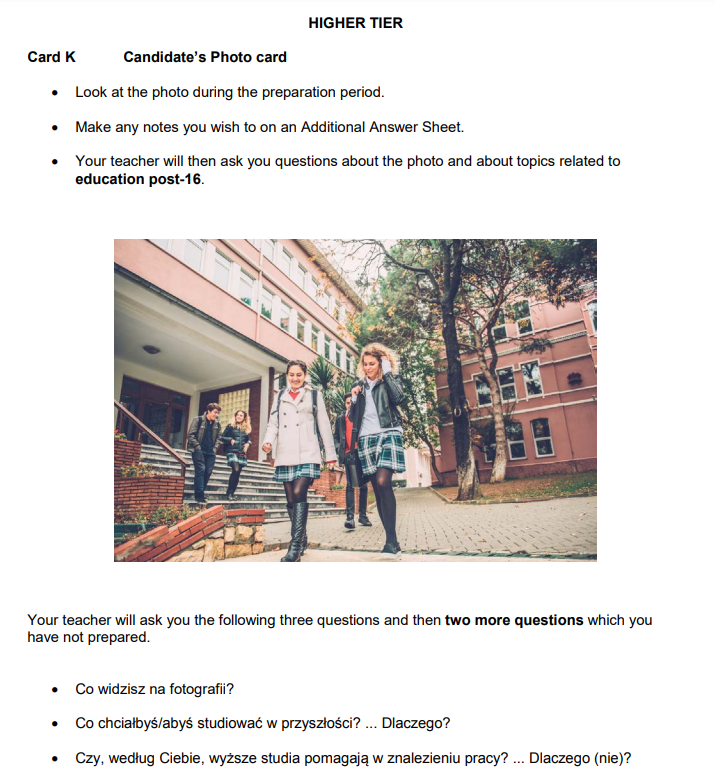 HIGHER TIER
Card K Candidate's Photo card
• Look at the photo during the preparation period.
• Make any notes you wish to on an Additional Answer Sheet.
• Your teacher will then ask you questions about the photo and about topics related to
education post-16.
Your teacher will ask you the following three questions and then two more questions which you
have not prepared.
• Co widzisz na fotografii?
• Co chciałbyś/abyś studiować w przyszłości? ... Dlaczego?
• Czy, według Ciebie, wyższe studia pomagają w znalezieniu pracy? ... Dlaczego (nie)?